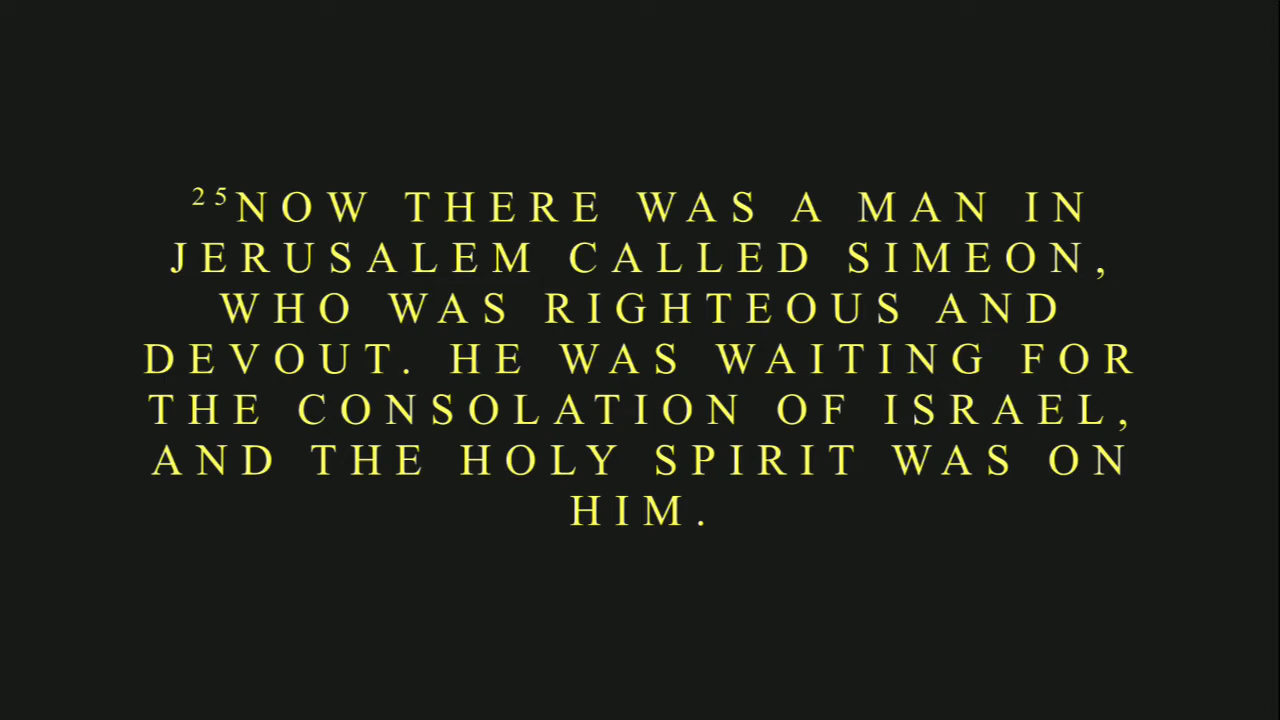 ²⁵NOW THERE WAS A MAN IN
JERUSALEM CALLED SIMEON,
WHO WAS RIGHTEOUS AND
DEVOUT. HE WAS WAITING FOR
THE CONSOLATION OF ISRAEL,
AND THE HOLY SPIRIT WAS ON
HIM.